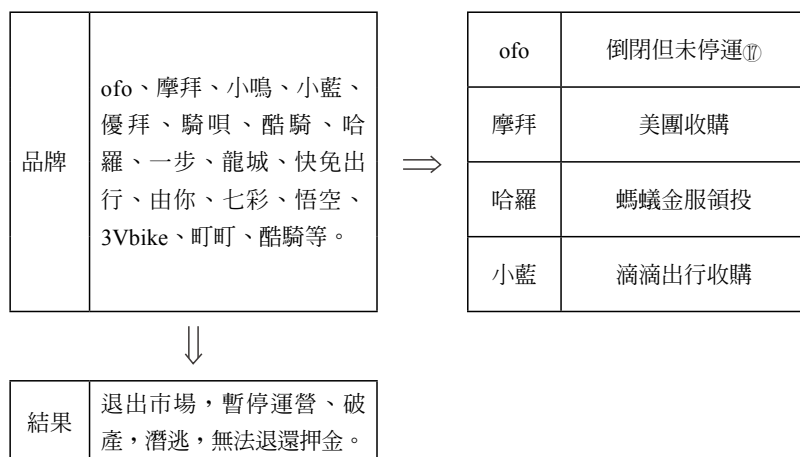 品牌
ofo、摩拜、小鳴、小藍、
優拜、騎唄、酷騎、哈
羅、一步、龍城、快免出
行、由你、七彩、悟空、
3Vbike、町町、酷騎等。
ofo
倒閉但未停運⑰
摩拜
美團收購
哈羅
螞蟻金服領投
小藍
滴滴出行收購
結果
退出市場，暫停運營、破
產，潛逃，無法退還押金。